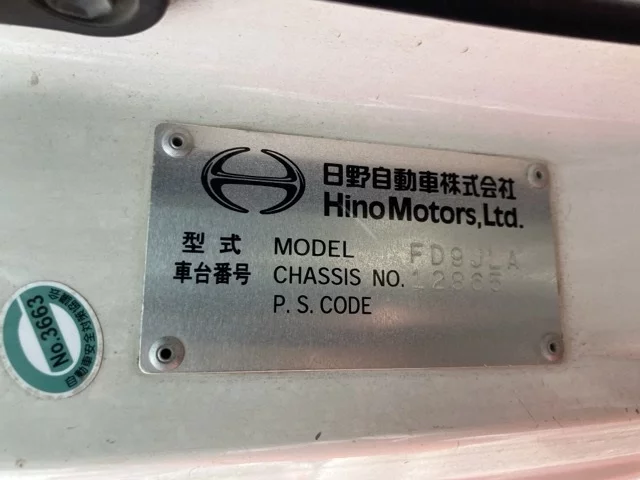 日野自動車株式会社
Hino Motors, Ltd.
型式 MODEL FD9JLA
車台番号 CHASSIS NO. 12865
P.S.CODE
No.3663